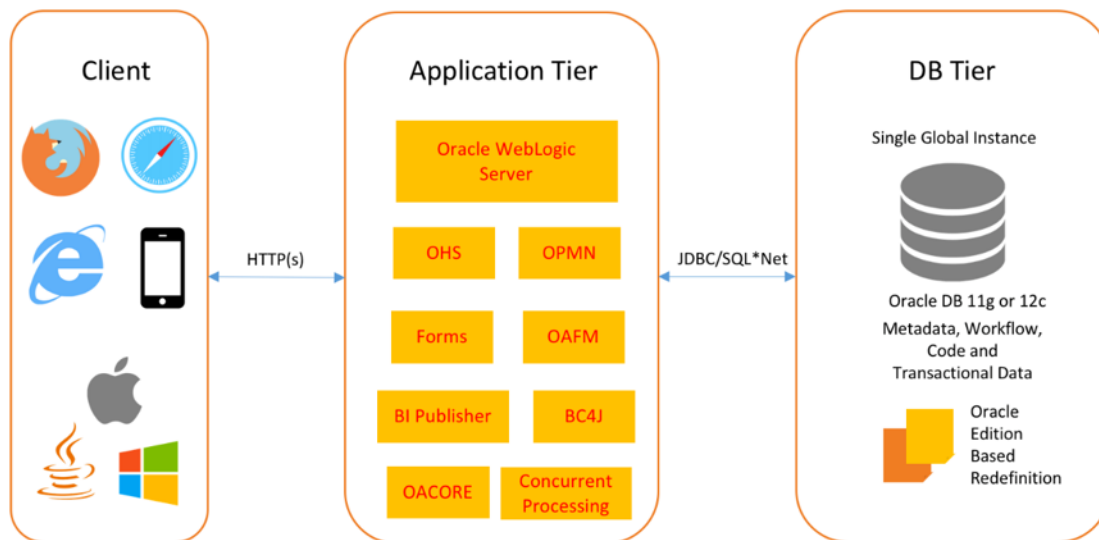 Client
HTTP(s)
Application Tier
Oracle WebLogic
Server
OHS
OPMN
Forms
OAFM
BI Publisher
BC4J
OACORE
Concurrent
Processing
JDBC/SQL*Net
DB Tier
Single Global Instance
Oracle DB 11g or 12c
Metadata, Workflow,
Code and
Transactional Data
Oracle
Edition
Based
Redefinition